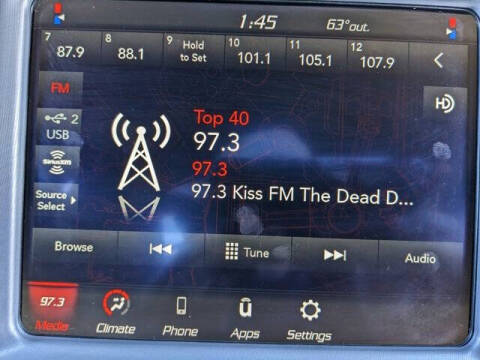 1:45 63°out.
7 87.9 8 88.1 9 Hold to Set 10 101.1 11 105.1 12 107.9
FM
HD
2
USB
siriusxm
Source
Select
Top 40
97.3
97.3
97.3 Kiss FM The Dead D...
Browse Tune Audio
97.3
Media Climate Phone Apps Settings